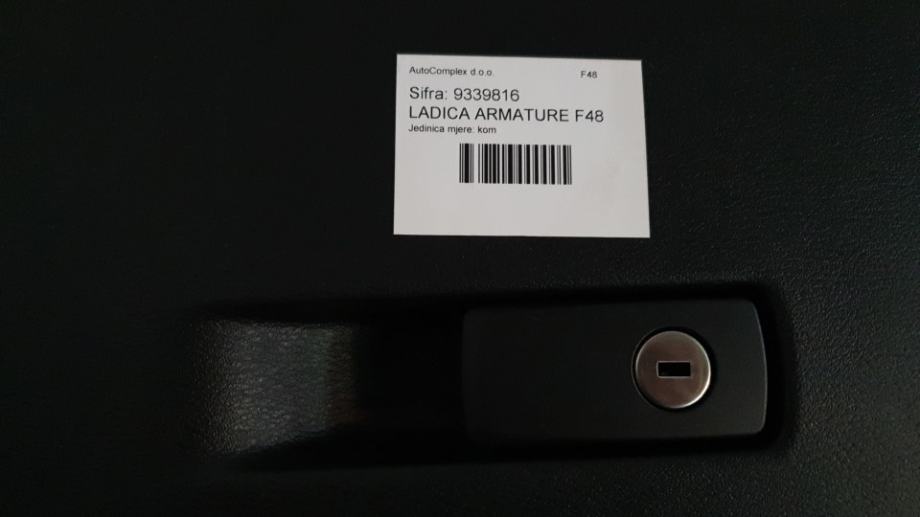 AutoComplex d.o.o. F48
Sifra: 9339816
LADICA ARMATURE F48
Jedinica mjere: kom